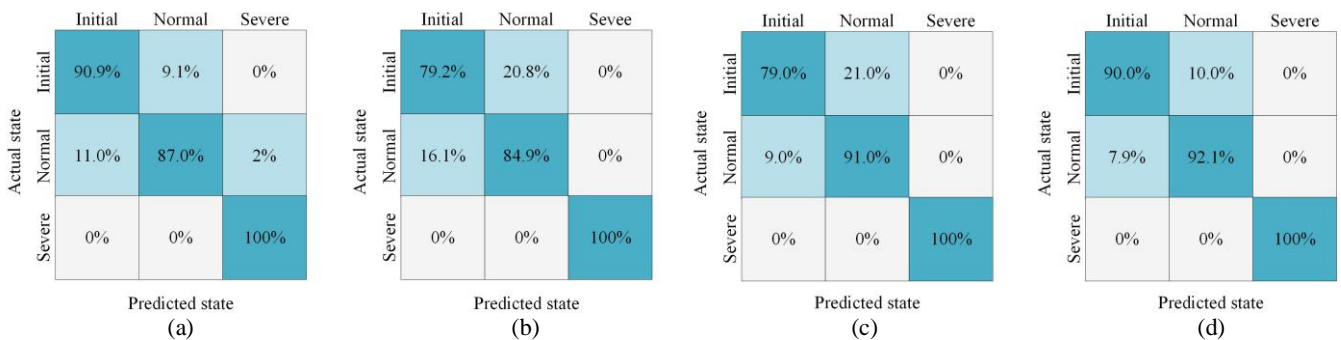 Initial Normal Severe
Actual state
Initial 90.9% 9.1% 0%
Normal 11.0% 87.0% 2%
Severe 0% 0% 100%
Predicted state
(a)
Initial Normal Sevee
Actual state
Initial 79.2% 20.8% 0%
Normal 16.1% 84.9% 0%
Severe 0% 0% 100%
Predicted state
(b)
Initial Normal Severe
Actual state
Initial 79.0% 21.0% 0%
Normal 9.0% 91.0% 0%
Severe 0% 0% 100%
Predicted state
(c)
Initial Normal Severe
Actual state
Initial 90.0% 10.0% 0%
Normal 7.9% 92.1% 0%
Severe 0% 0% 100%
Predicted state
(d)